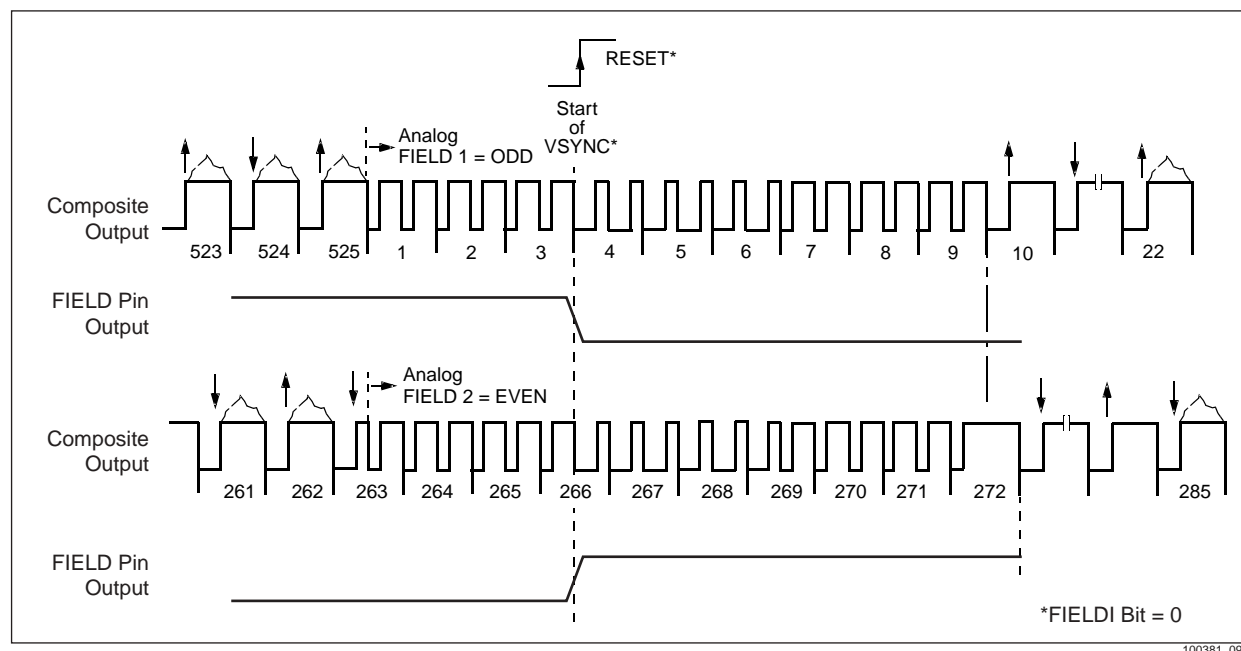 RESET*
Start
of
VSYNC*
Analog
FIELD 1 = ODD
Composite
Output
523 524 525 1 2 3 4 5 6 7 8 9 10 22
FIELD Pin
Output
Analog
FIELD 2 = EVEN
Composite
Output
261 262 263 264 265 266 267 268 269 270 271 272 285
FIELD Pin
Output
*FIELDI Bit = 0